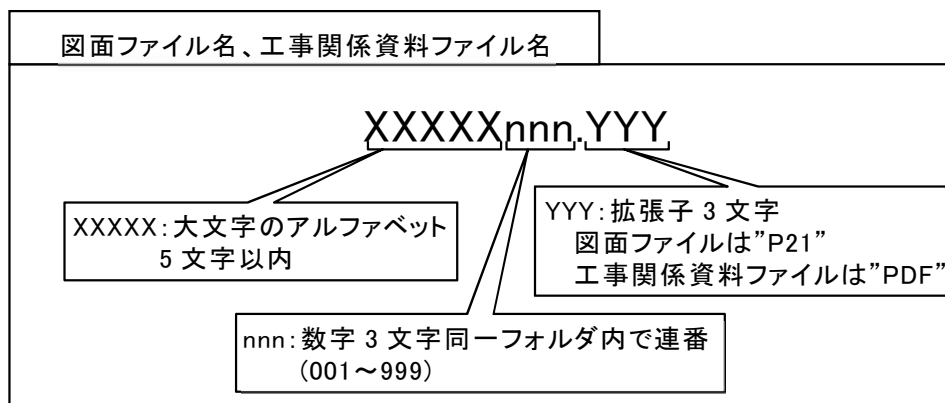 図面ファイル名、工事関係資料ファイル名
XXXXXnnn.YYY
XXXXX：大文字のアルファベット
5 文字以内
YYY：拡張子 3 文字
図面ファイルは”P21”
工事関係資料ファイルは”PDF”
nnn：数字 3 文字同一フォルダ内で連番
(001～999)